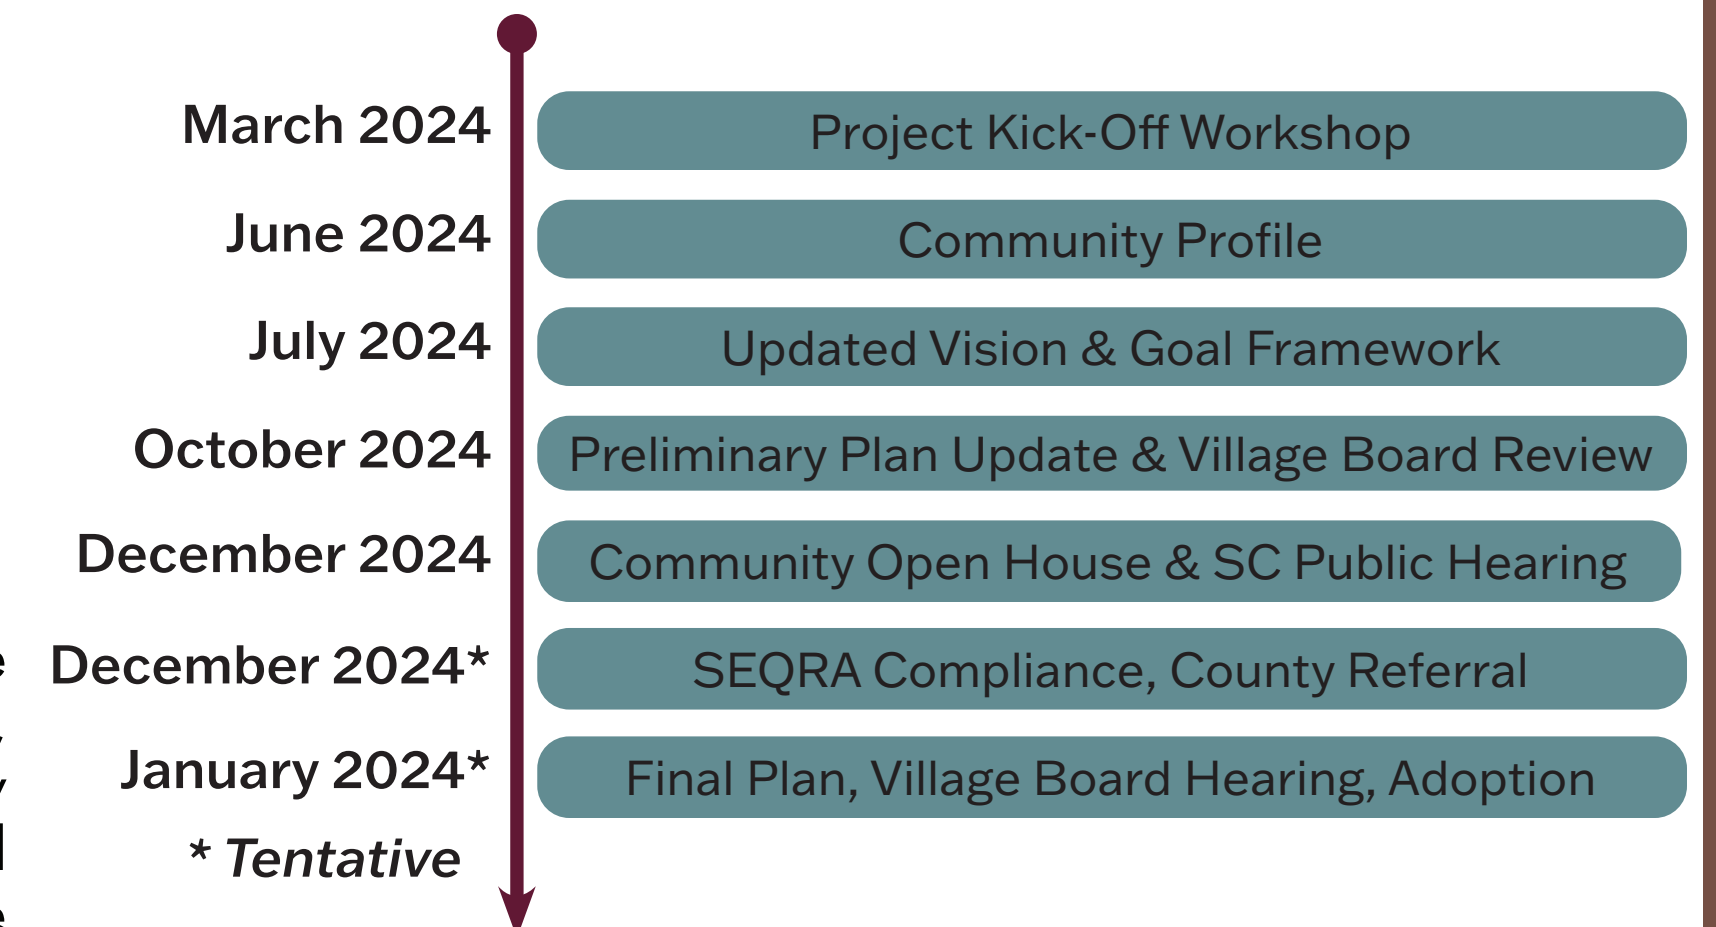 March 2024
Project Kick-Off Workshop
June 2024
Community Profile
July 2024
Updated Vision & Goal Framework
October 2024
Preliminary Plan Update & Village Board Review
December 2024
Community Open House & SC Public Hearing
December 2024*
SEQRA Compliance, County Referral
January 2024*
Final Plan, Village Board Hearing, Adoption
* Tentative